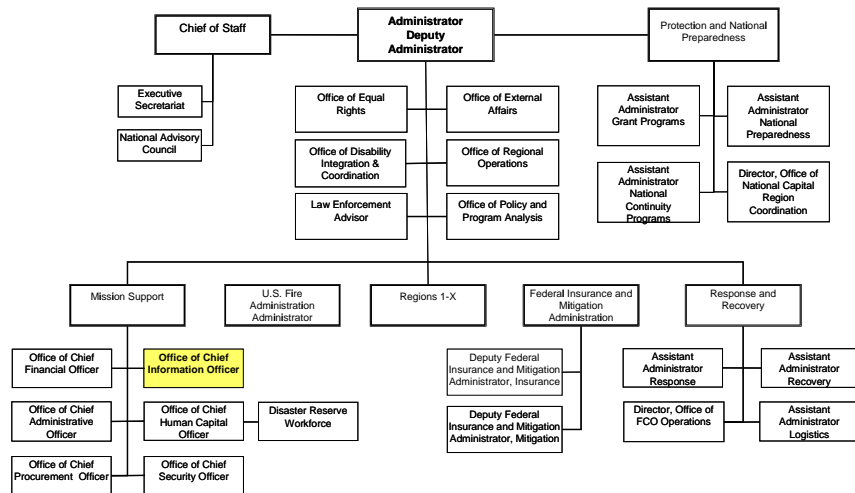 Chief of Staff
Administrator
Deputy
Administrator
Protection and National
Preparedness
Executive
Secretariat
National Advisory
Council
Office of Equal
Rights
Office of External
Affairs
Office of Disability
Integration &
Coordination
Office of Regional
Operations
Law Enforcement
Advisor
Office of Policy and
Program Analysis
Assistant
Administrator
Grant Programs
Assistant
Administrator
National
Preparedness
Assistant
Administrator
National
Continuity
Programs
Director, Office of
National Capital
Region
Coordination
Mission Support
U.S. Fire
Administration
Administrator
Regions 1-X
Federal Insurance and
Mitigation
Administration
Response and
Recovery
Office of Chief
Financial Officer
Office of Chief
Information Officer
Office of Chief
Administrative
Officer
Office of Chief
Human Capital
Officer
Disaster Reserve
Workforce
Office of Chief
Procurement Officer
Office of Chief
Security Officer
Deputy Federal
Insurance and Mitigation
Administrator, Insurance
Deputy Federal
Insurance and Mitigation
Administrator, Mitigation
Assistant
Administrator
Response
Assistant
Administrator
Recovery
Director, Office of
FCO Operations
Assistant
Administrator
Logistics